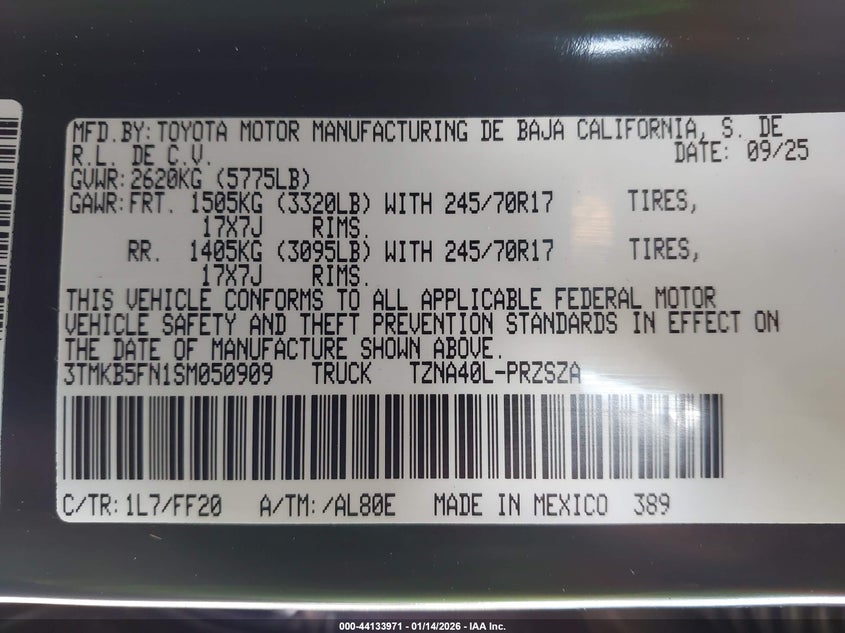 MFD.BY:TOYOTA MOTOR MANUFACTURING DE BAJA CALIFORNIA, S. DE
R.L. DE C.V. DATE: 09/25
GVWR:2620KG (5775LB)
GAWR:FRT. 1505KG (3320LB) WITH 245/70R17 TIRES,
17X7J RIMS.
RR. 1405KG (3095LB) WITH 245/70R17 TIRES,
17X7J RIMS.
THIS VEHICLE CONFORMS TO ALL APPLICABLE FEDERAL MOTOR
VEHICLE SAFETY AND THEFT PREVENTION STANDARDS IN EFFECT ON
THE DATE OF MANUFACTURE SHOWN ABOVE.
3TMKB5FN1SM050909 TRUCK TZNA40L-PRZSZA
C/TR:1L7/FF20 A/TM:/AL80E MADE IN MEXICO 389
000-44133971 - 01/14/2026 - IAA Inc.